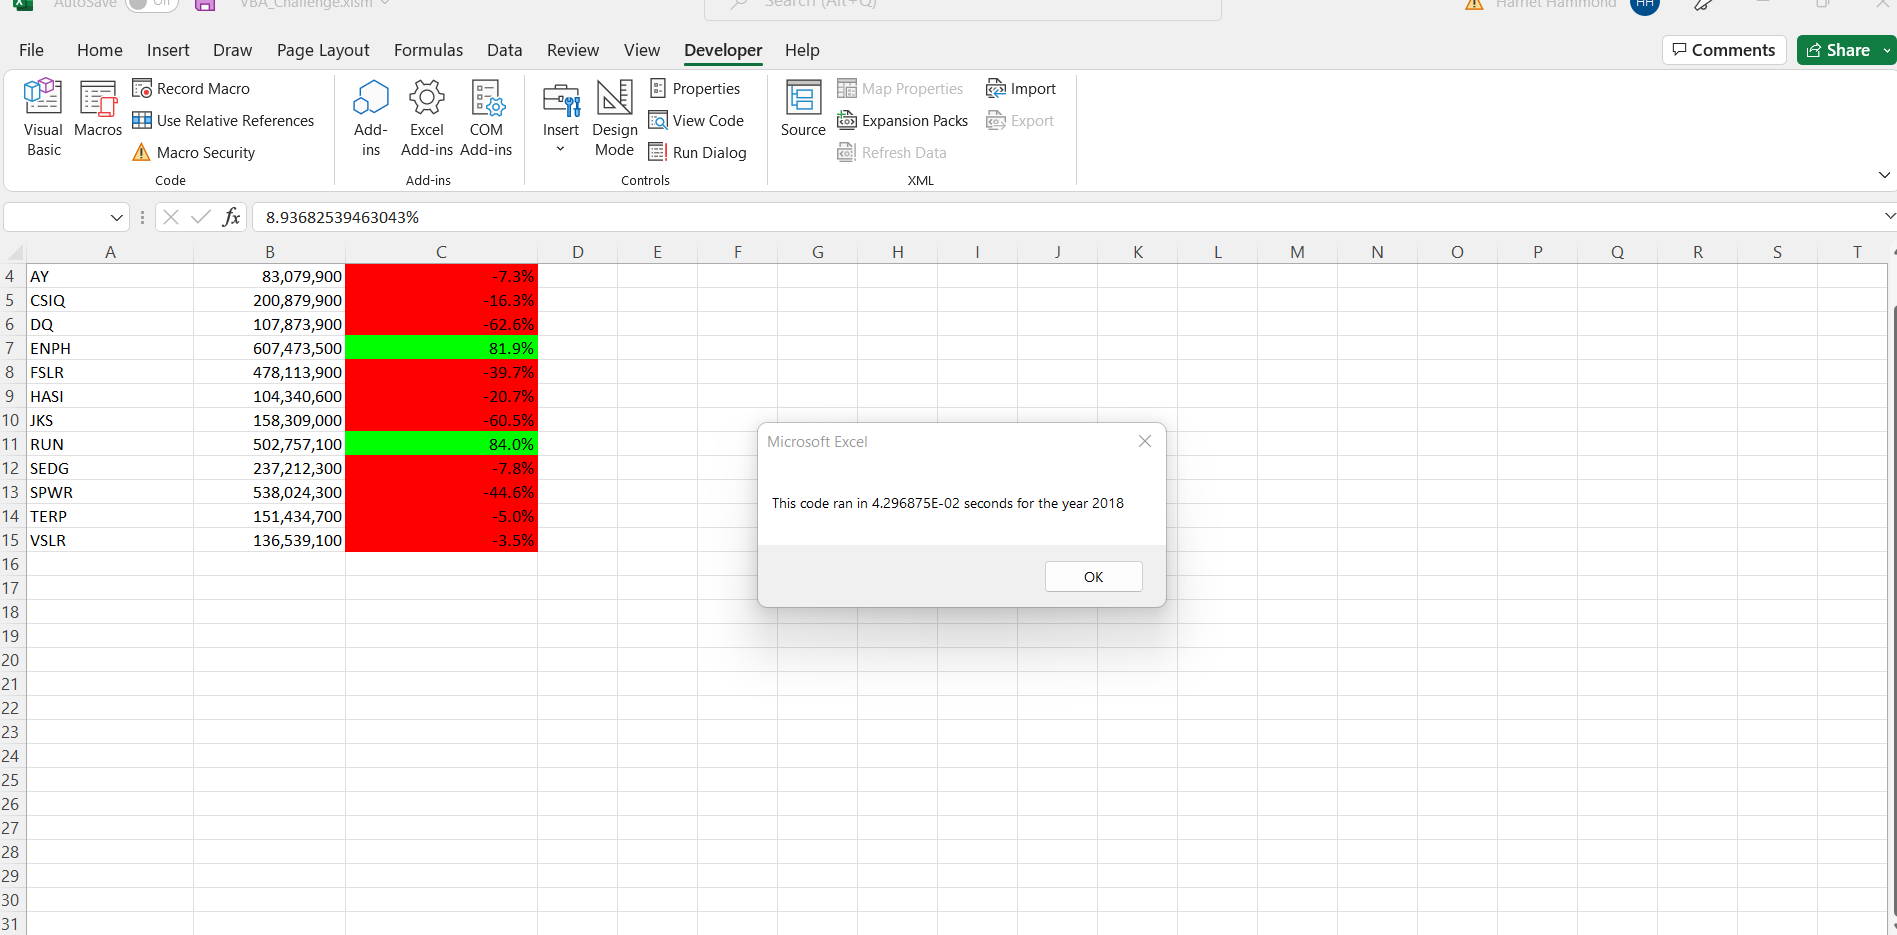 AutoSave Off VBA_Challenge.xlsm Search (Alt+Q) Harriet Hammond HH
File Home Insert Draw Page Layout Formulas Data Review View Developer Help Comments Share
Visual Basic
Macros
Record Macro
Use Relative References
Macro Security
Code
Add-ins
Excel Add-ins
COM Add-ins
Add-ins
Insert
Design Mode
Properties
View Code
Run Dialog
Controls
Source
Map Properties
Expansion Packs
Refresh Data
Import
Export
XML
fx 8.93682539463043%
A B C D E F G H I J K L M N O P Q R S T
4 AY 83,079,900 -7.3%
5 CSIQ 200,879,900 -16.3%
6 DQ 107,873,900 -62.6%
7 ENPH 607,473,500 81.9%
8 FSLR 478,113,900 -39.7%
9 HASI 104,340,600 -20.7%
10 JKS 158,309,000 -60.5%
11 RUN 502,757,100 84.0%
12 SEDG 237,212,300 -7.8%
13 SPWR 538,024,300 -44.6%
14 TERP 151,434,700 -5.0%
15 VSLR 136,539,100 -3.5%
16
17
18
19
20
21
22
23
24
25
26
27
28
29
30
31
Microsoft Excel
This code ran in 4.296875E-02 seconds for the year 2018
OK